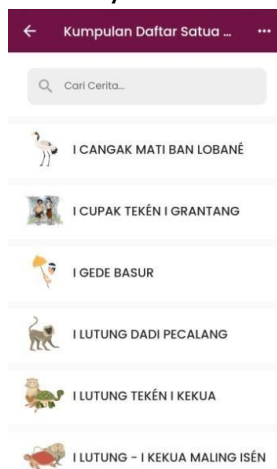 Kumpulan Daftar Satua ...
Cari Cerita...
I CANGAK MATI BAN LOBANÉ
I CUPAK TEKÉN I GRANTANG
I GEDE BASUR
I LUTUNG DADI PECALANG
I LUTUNG TEKÉN I KEKUA
I LUTUNG - I KEKUA MALING ISÉN